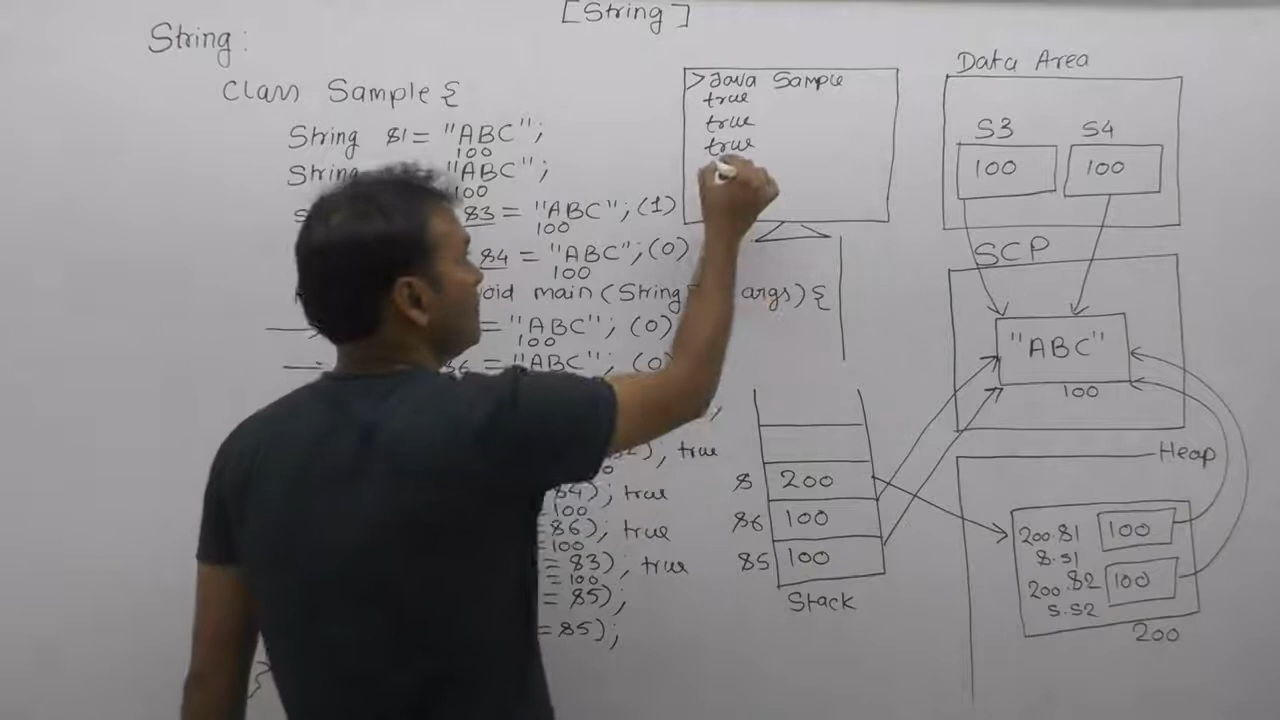 [String]
String:
Class Sample {
String s1 = "ABC";
100
String "ABC";
100
s3 = "ABC"; (1)
100
s4 = "ABC"; (0)
100
void main(String args) {
= "ABC"; (0)
100
s6 = "ABC"; (0)
), true
s4); true
100
= s6); true
=100
= s3), true
= 100
= s5);
= s5);
>Java Sample
true
true
true
s 200
s6 100
s5 100
Stack
Data Area
S3 S4
100 100
SCP
"ABC"
100
Heap
200.s1 100
s.s1
200.s2 100
s.s2
200